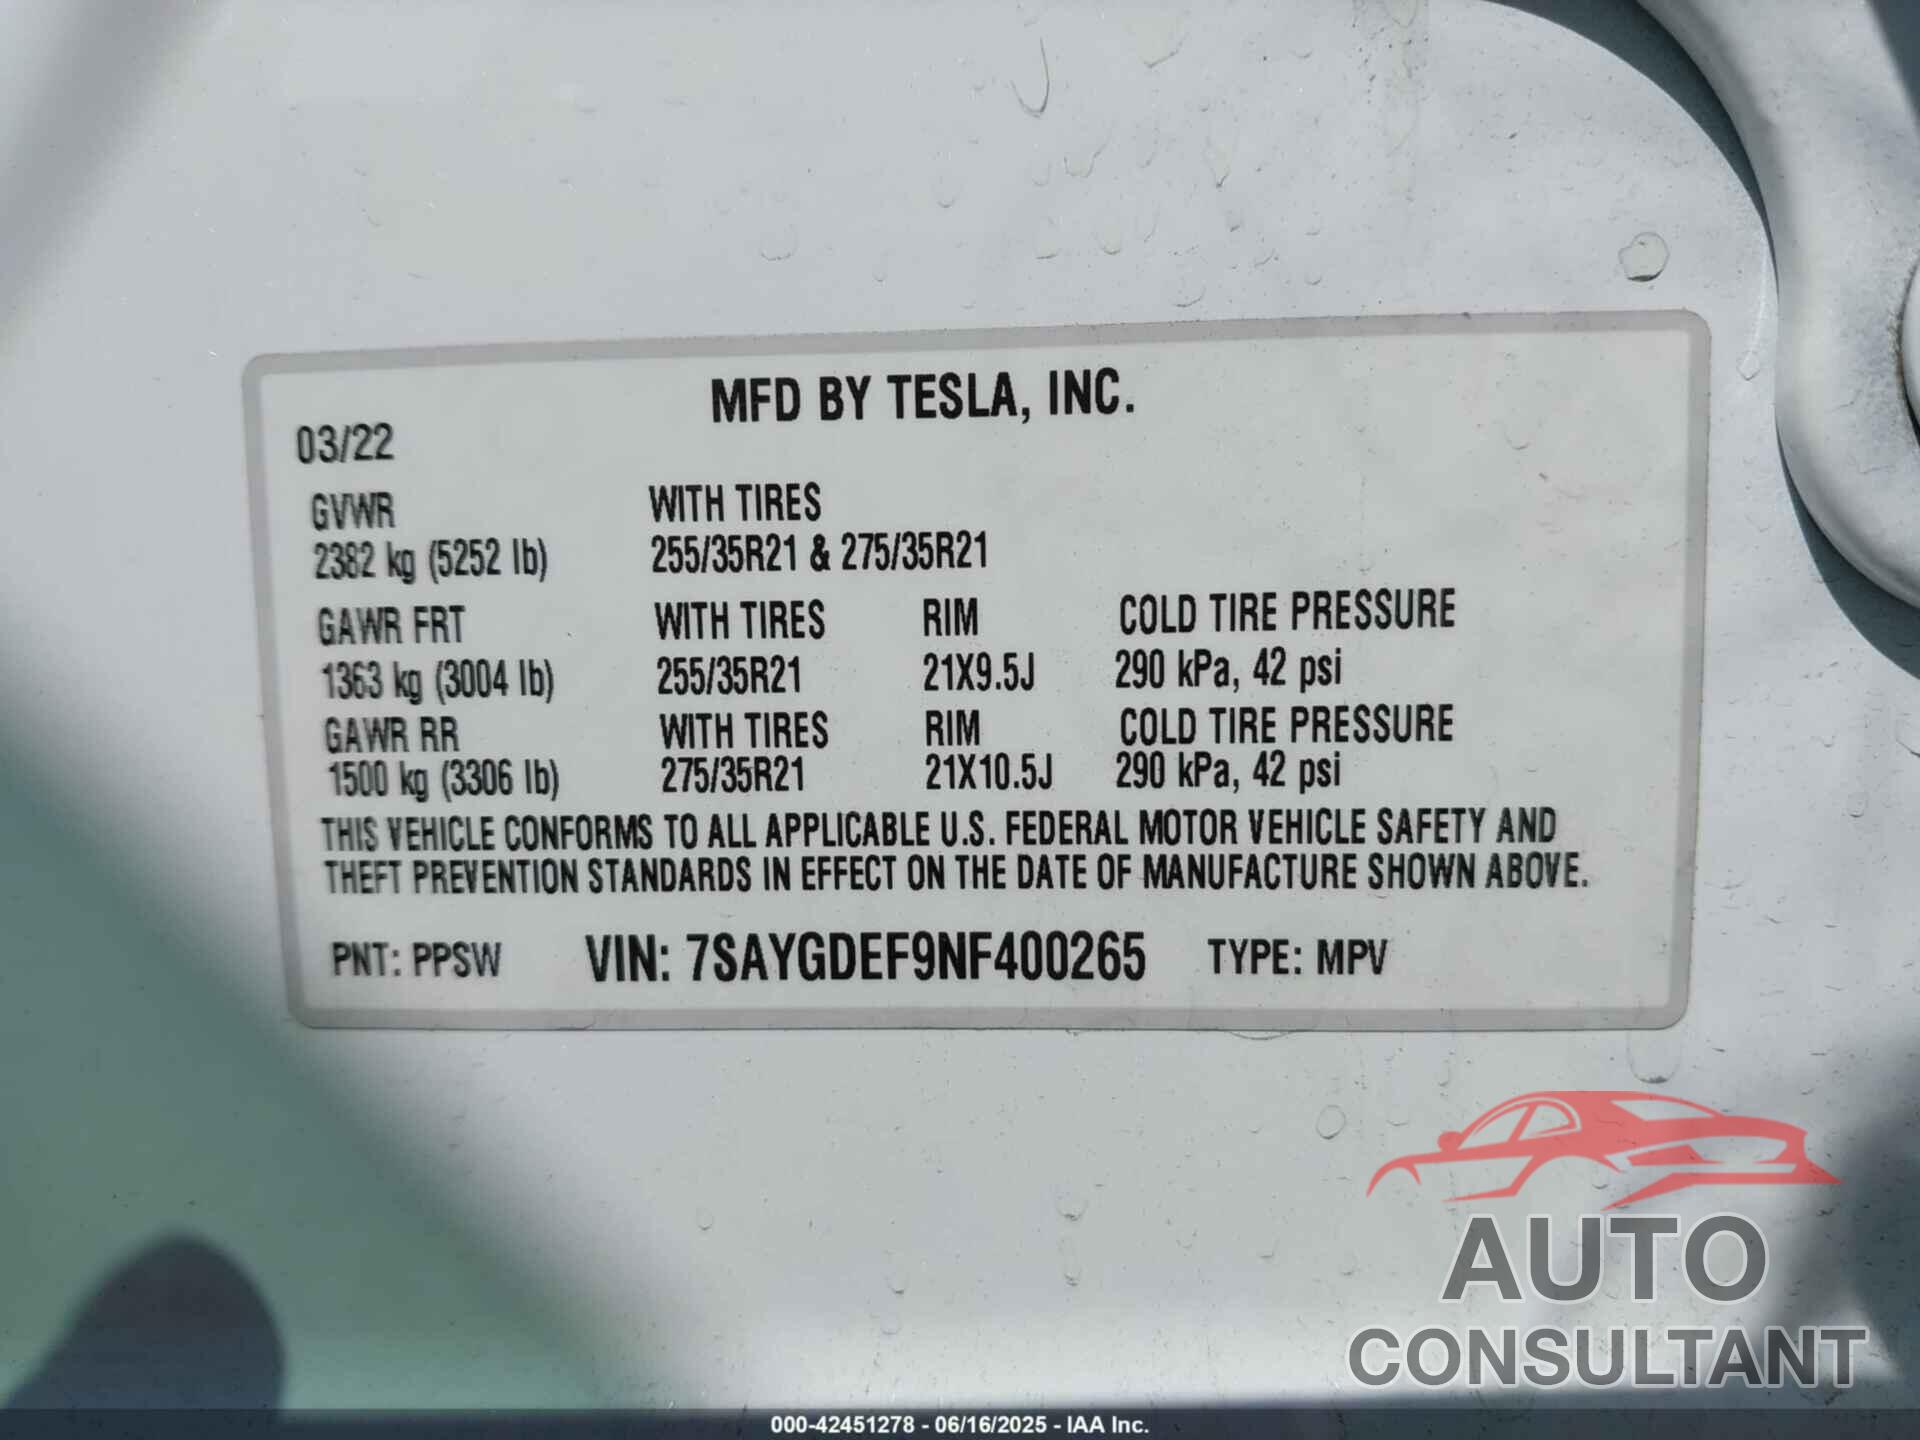 MFD BY TESLA, INC.
03/22
GVWR WITH TIRES
2382 kg (5252 lb) 255/35R21 & 275/35R21
GAWR FRT WITH TIRES RIM COLD TIRE PRESSURE
1363 kg (3004 lb) 255/35R21 21X9.5J 290 kPa, 42 psi
GAWR RR WITH TIRES RIM COLD TIRE PRESSURE
1500 kg (3306 lb) 275/35R21 21X10.5J 290 kPa, 42 psi
THIS VEHICLE CONFORMS TO ALL APPLICABLE U.S. FEDERAL MOTOR VEHICLE SAFETY AND
THEFT PREVENTION STANDARDS IN EFFECT ON THE DATE OF MANUFACTURE SHOWN ABOVE.
PNT: PPSW VIN: 7SAYGDEF9NF400265 TYPE: MPV
AUTO
CONSULTANT
000-42451278 - 06/16/2025 - IAA Inc.